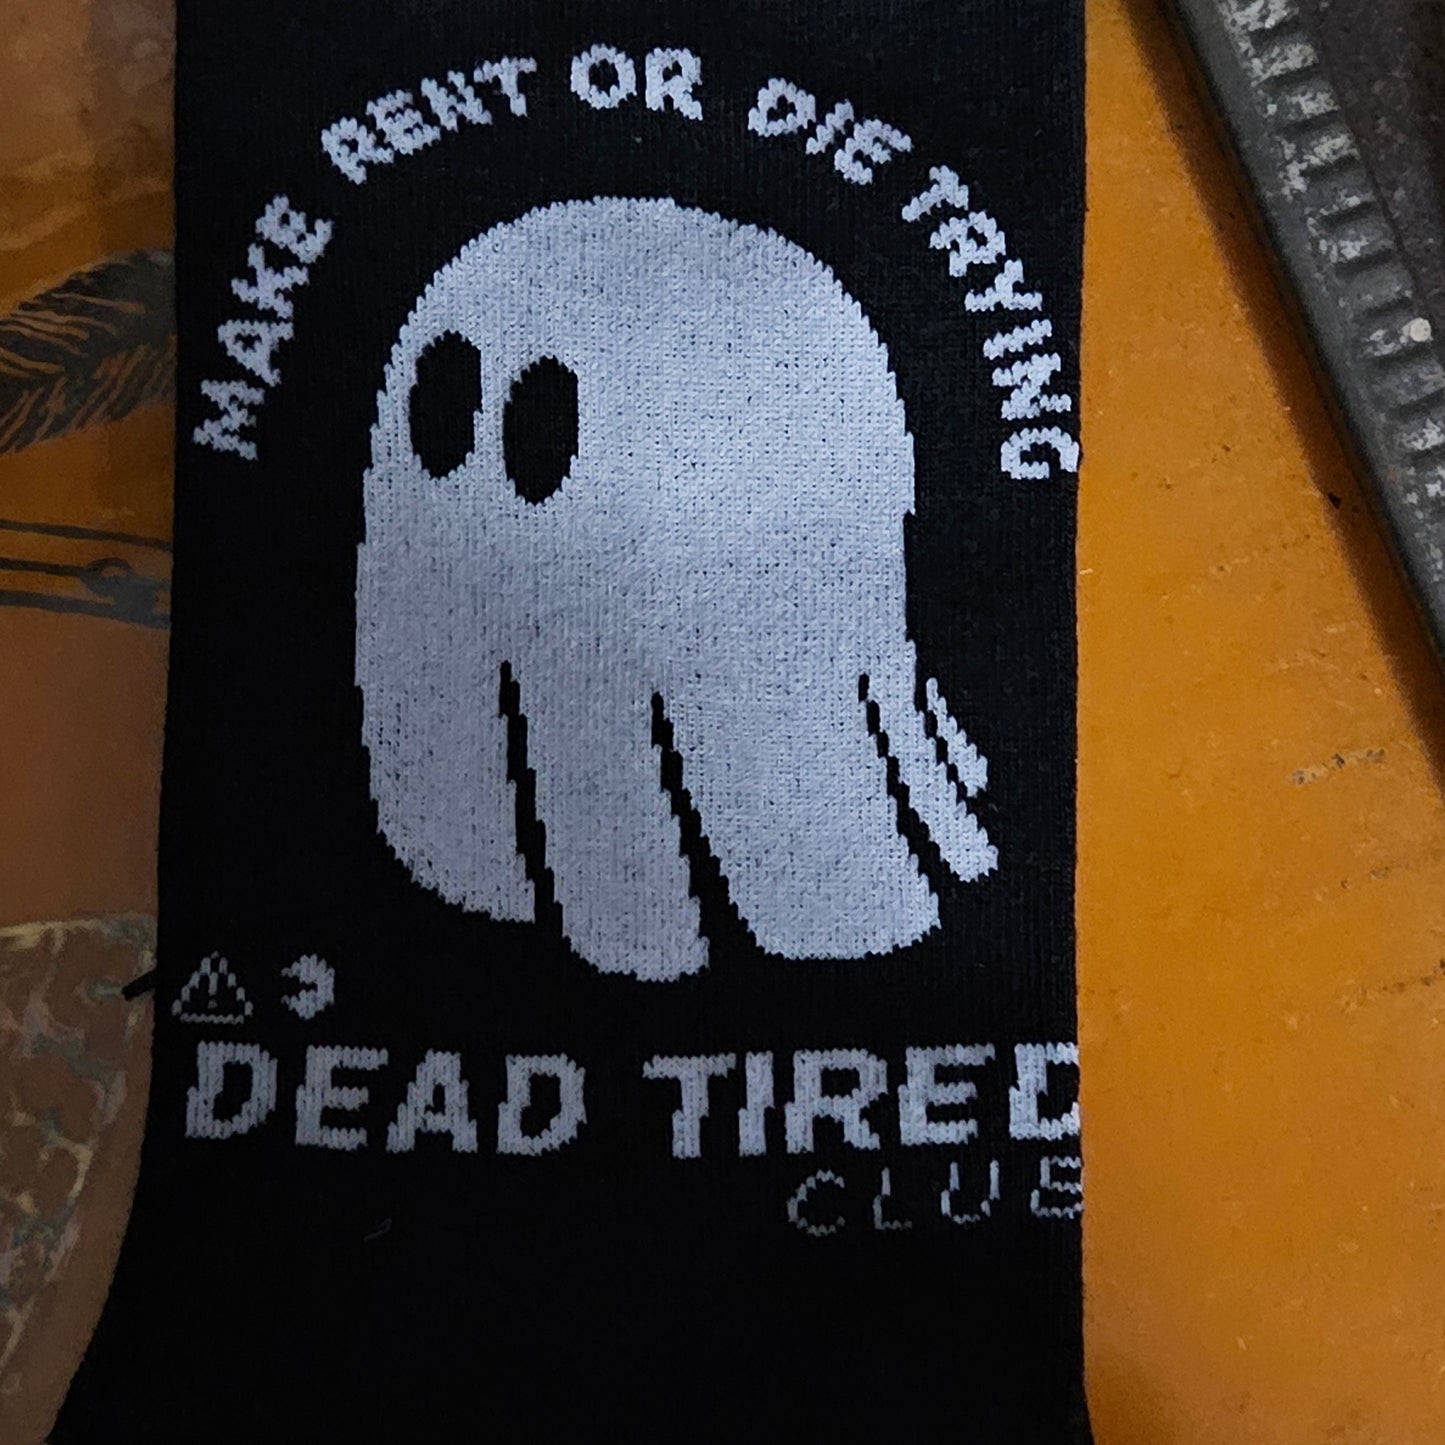 MAKE RENT OR DIE TRYING
DEAD TIRED
CLUB